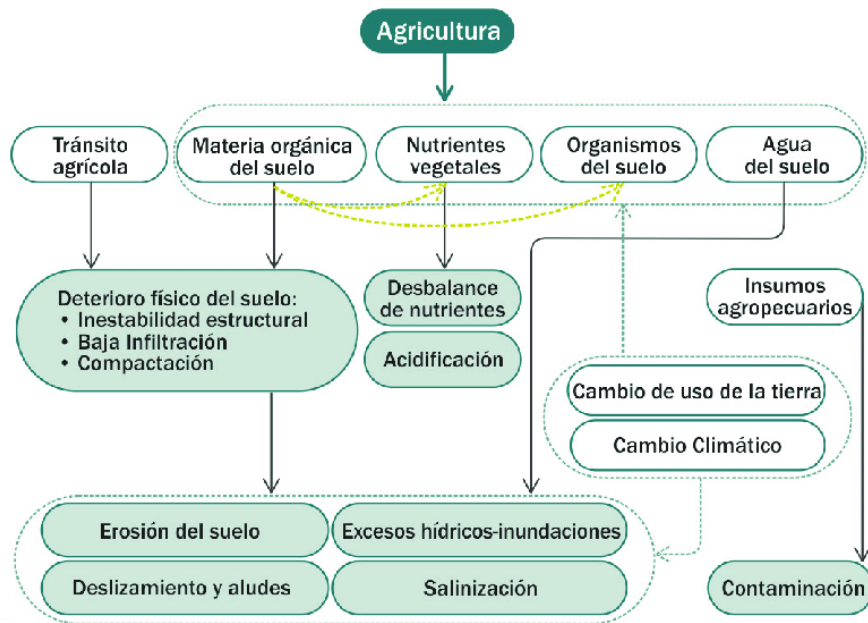 Agricultura
Tránsito
agrícola
Materia orgánica
del suelo
Nutrientes
vegetales
Organismos
del suelo
Agua
del suelo
Deterioro físico del suelo:
• Inestabilidad estructural
• Baja Infiltración
• Compactación
Desbalance
de nutrientes
Acidificación
Insumos
agropecuarios
Cambio de uso de la tierra
Cambio Climático
Erosión del suelo
Excesos hídricos-inundaciones
Deslizamiento y aludes
Salinización
Contaminación